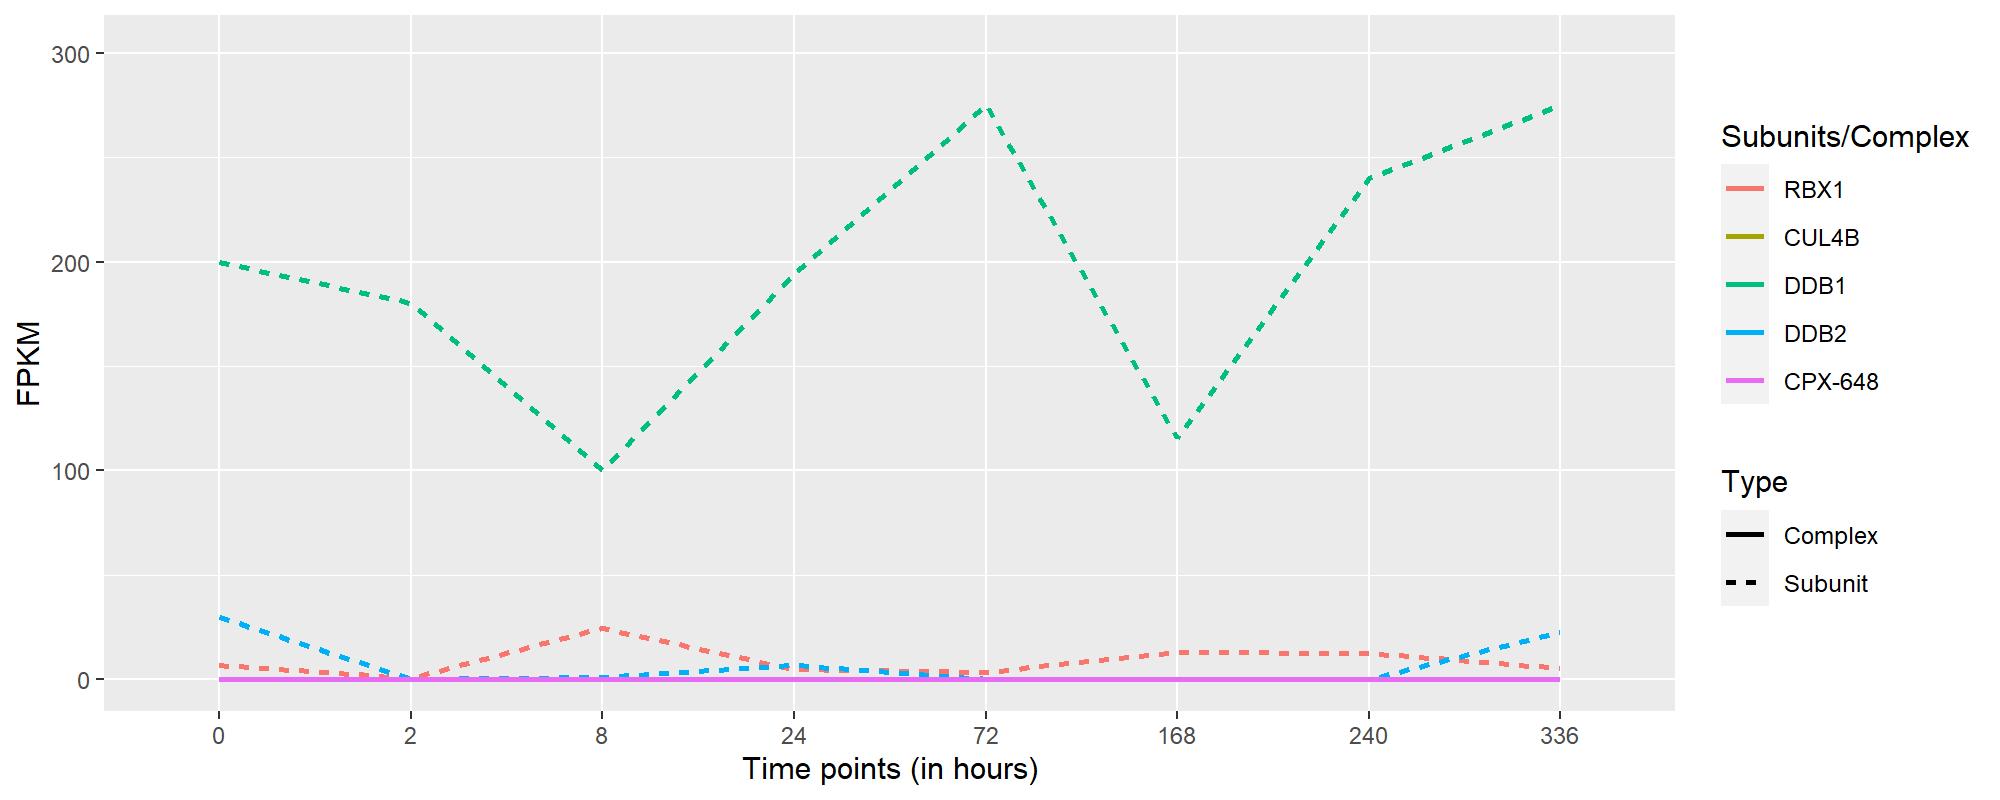 300
200
100
0
FPKM
0 2 8 24 72 168 240 336
Time points (in hours)
Subunits/Complex
RBX1
CUL4B
DDB1
DDB2
CPX-648
Type
Complex
Subunit